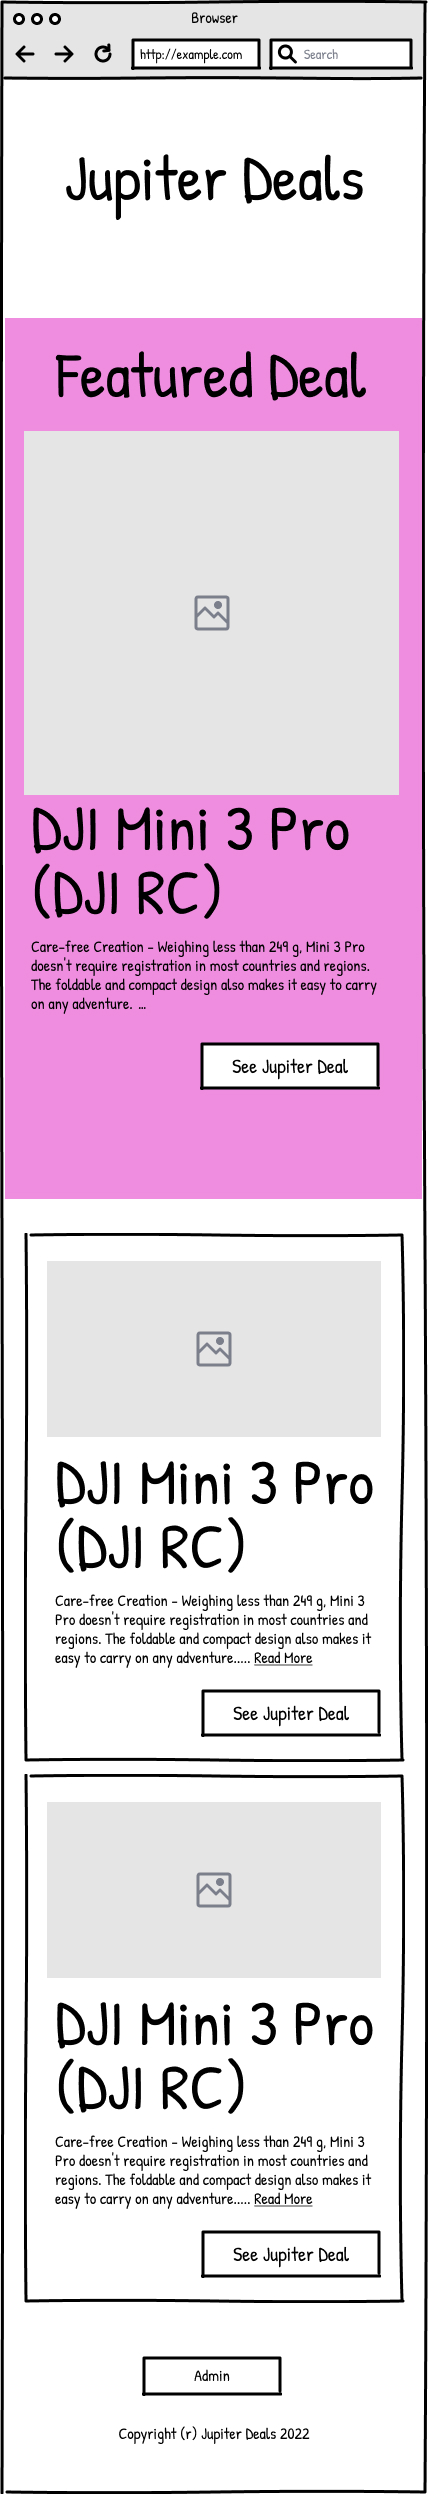 Browser
http://example.com
Search
Jupiter Deals
Featured Deal
DJI Mini 3 Pro
(DJI RC)
Care-free Creation - Weighing less than 249 g, Mini 3 Pro
doesn't require registration in most countries and regions.
The foldable and compact design also makes it easy to carry
on any adventure. ...
See Jupiter Deal
DJI Mini 3 Pro
(DJI RC)
Care-free Creation - Weighing less than 249 g, Mini 3
Pro doesn't require registration in most countries and
regions. The foldable and compact design also makes it
easy to carry on any adventure..... Read More
See Jupiter Deal
DJI Mini 3 Pro
(DJI RC)
Care-free Creation - Weighing less than 249 g, Mini 3
Pro doesn't require registration in most countries and
regions. The foldable and compact design also makes it
easy to carry on any adventure..... Read More
See Jupiter Deal
Admin
Copyright (r) Jupiter Deals 2022